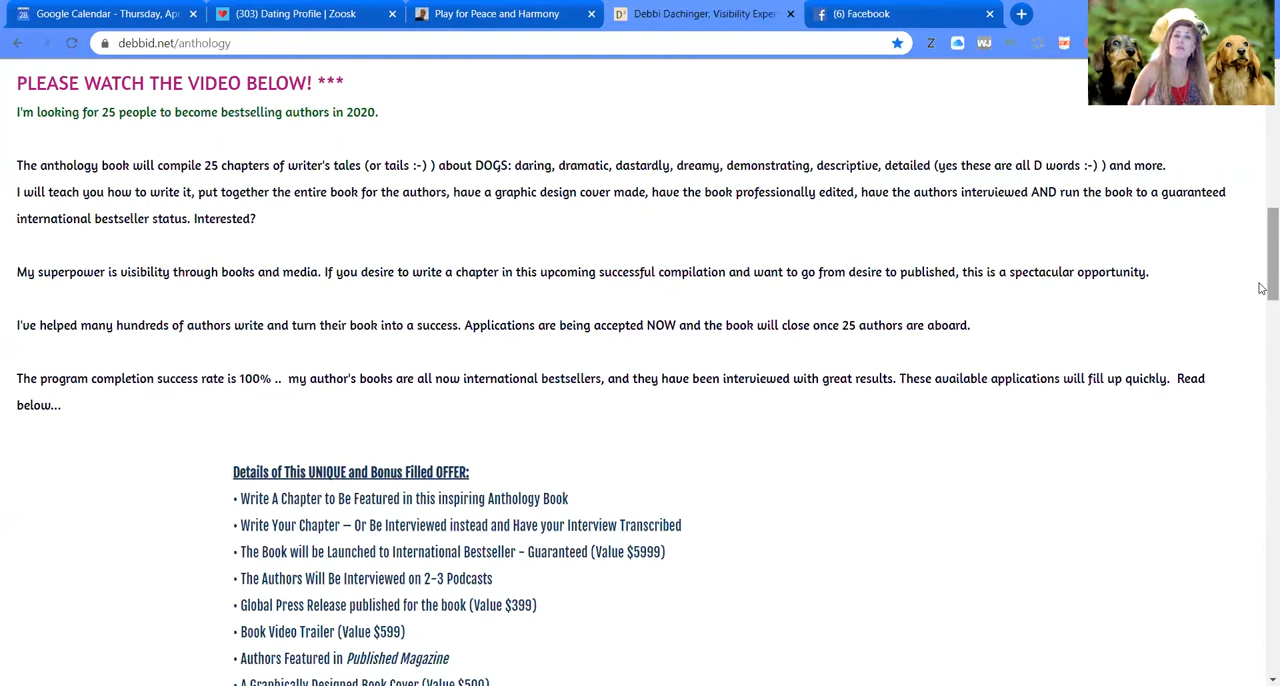 Google Calendar - Thursday, Ap
(303) Dating Profile | Zoosk
Play for Peace and Harmony
Debbi Dachinger, Visibility Exper
(6) Facebook
debbid.net/anthology
PLEASE WATCH THE VIDEO BELOW! ***
I'm looking for 25 people to become bestselling authors in 2020.
The anthology book will compile 25 chapters of writer's tales (or tails :-) ) about DOGS: daring, dramatic, dastardly, dreamy, demonstrating, descriptive, detailed (yes these are all D words :-) ) and more.
I will teach you how to write it, put together the entire book for the authors, have a graphic design cover made, have the book professionally edited, have the authors interviewed AND run the book to a guaranteed
international bestseller status. Interested?
My superpower is visibility through books and media. If you desire to write a chapter in this upcoming successful compilation and want to go from desire to published, this is a spectacular opportunity.
I've helped many hundreds of authors write and turn their book into a success. Applications are being accepted NOW and the book will close once 25 authors are aboard.
The program completion success rate is 100% .. my author's books are all now international bestsellers, and they have been interviewed with great results. These available applications will fill up quickly. Read
below...
Details of This UNIQUE and Bonus Filled OFFER:
• Write A Chapter to Be Featured in this inspiring Anthology Book
• Write Your Chapter – Or Be Interviewed instead and Have your Interview Transcribed
• The Book will be Launched to International Bestseller - Guaranteed (Value $5999)
• The Authors Will Be Interviewed on 2-3 Podcasts
• Global Press Release published for the book (Value $399)
• Book Video Trailer (Value $599)
• Authors Featured in Published Magazine
• A Graphically Designed Book Cover (Value $500)